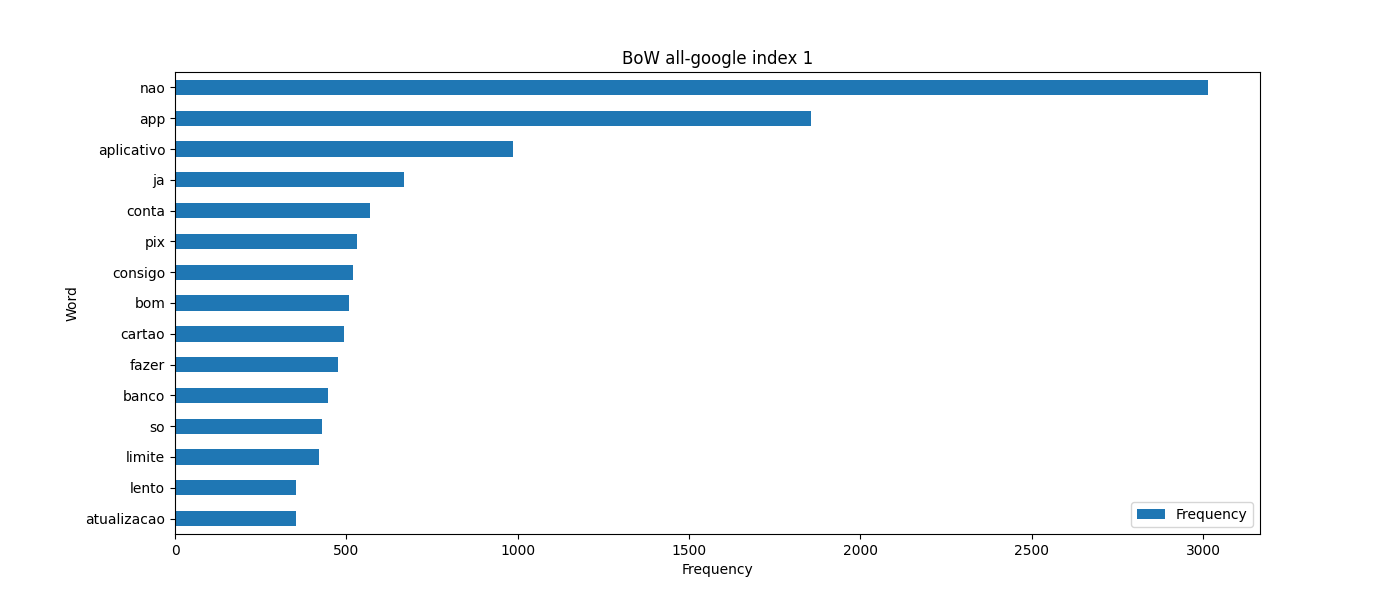 BoW all-google index 1
nao
app
aplicativo
ja
conta
pix
consigo
bom
cartao
fazer
banco
so
limite
lento
atualizacao
Word
Frequency
0 500 1000 1500 2000 2500 3000
Frequency